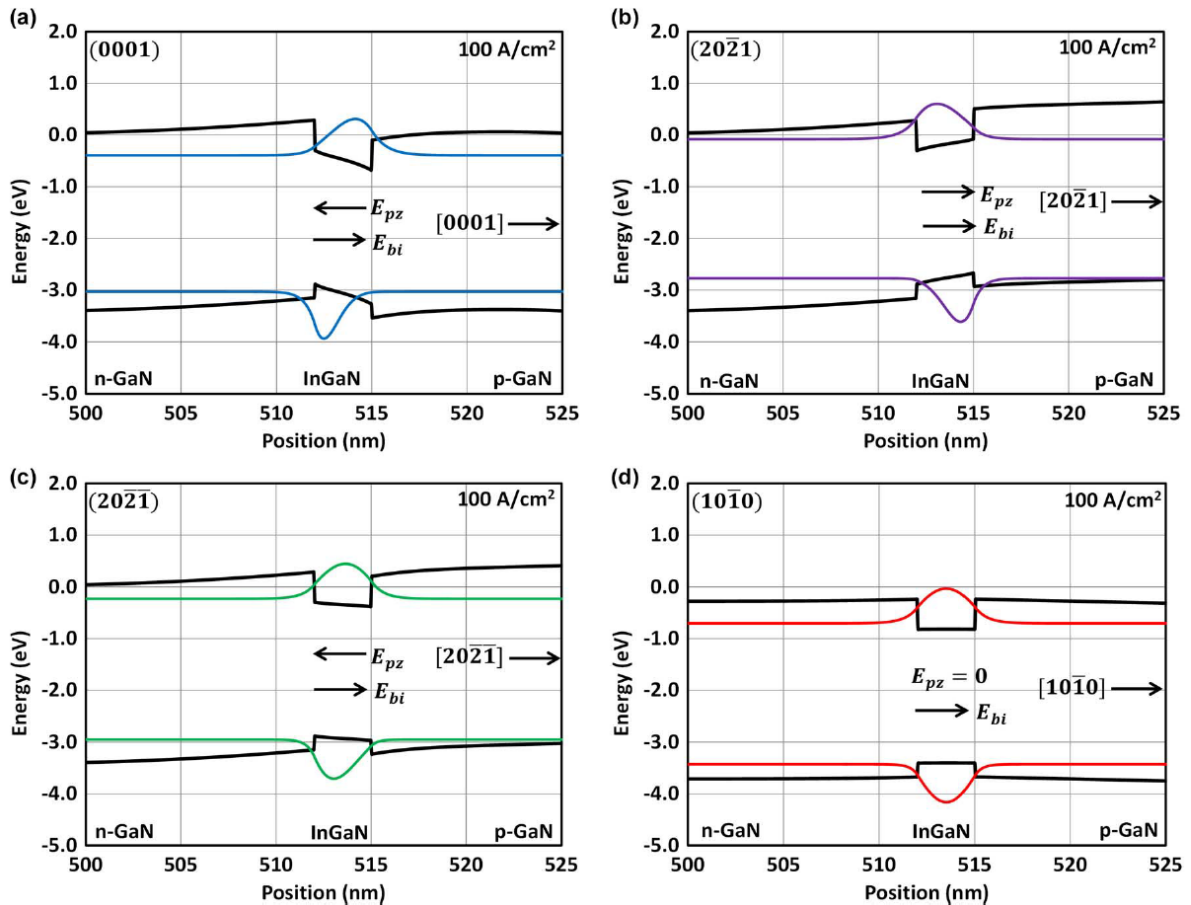 (a)
(0001)
100 A/cm²
2.0
1.0
0.0
-1.0
-2.0
-3.0
-4.0
-5.0
Energy (eV)
E_pz
[0001]
E_bi
n-GaN
InGaN
p-GaN
500
505
510
515
520
525
Position (nm)
(b)
(202̅1)
100 A/cm²
2.0
1.0
0.0
-1.0
-2.0
-3.0
-4.0
-5.0
Energy (eV)
E_pz
[202̅1]
E_bi
n-GaN
InGaN
p-GaN
500
505
510
515
520
525
Position (nm)
(c)
(202̅1̅)
100 A/cm²
2.0
1.0
0.0
-1.0
-2.0
-3.0
-4.0
-5.0
Energy (eV)
E_pz
[202̅1̅]
E_bi
n-GaN
InGaN
p-GaN
500
505
510
515
520
525
Position (nm)
(d)
(101̅0)
100 A/cm²
2.0
1.0
0.0
-1.0
-2.0
-3.0
-4.0
-5.0
Energy (eV)
E_pz = 0
[101̅0]
E_bi
n-GaN
InGaN
p-GaN
500
505
510
515
520
525
Position (nm)